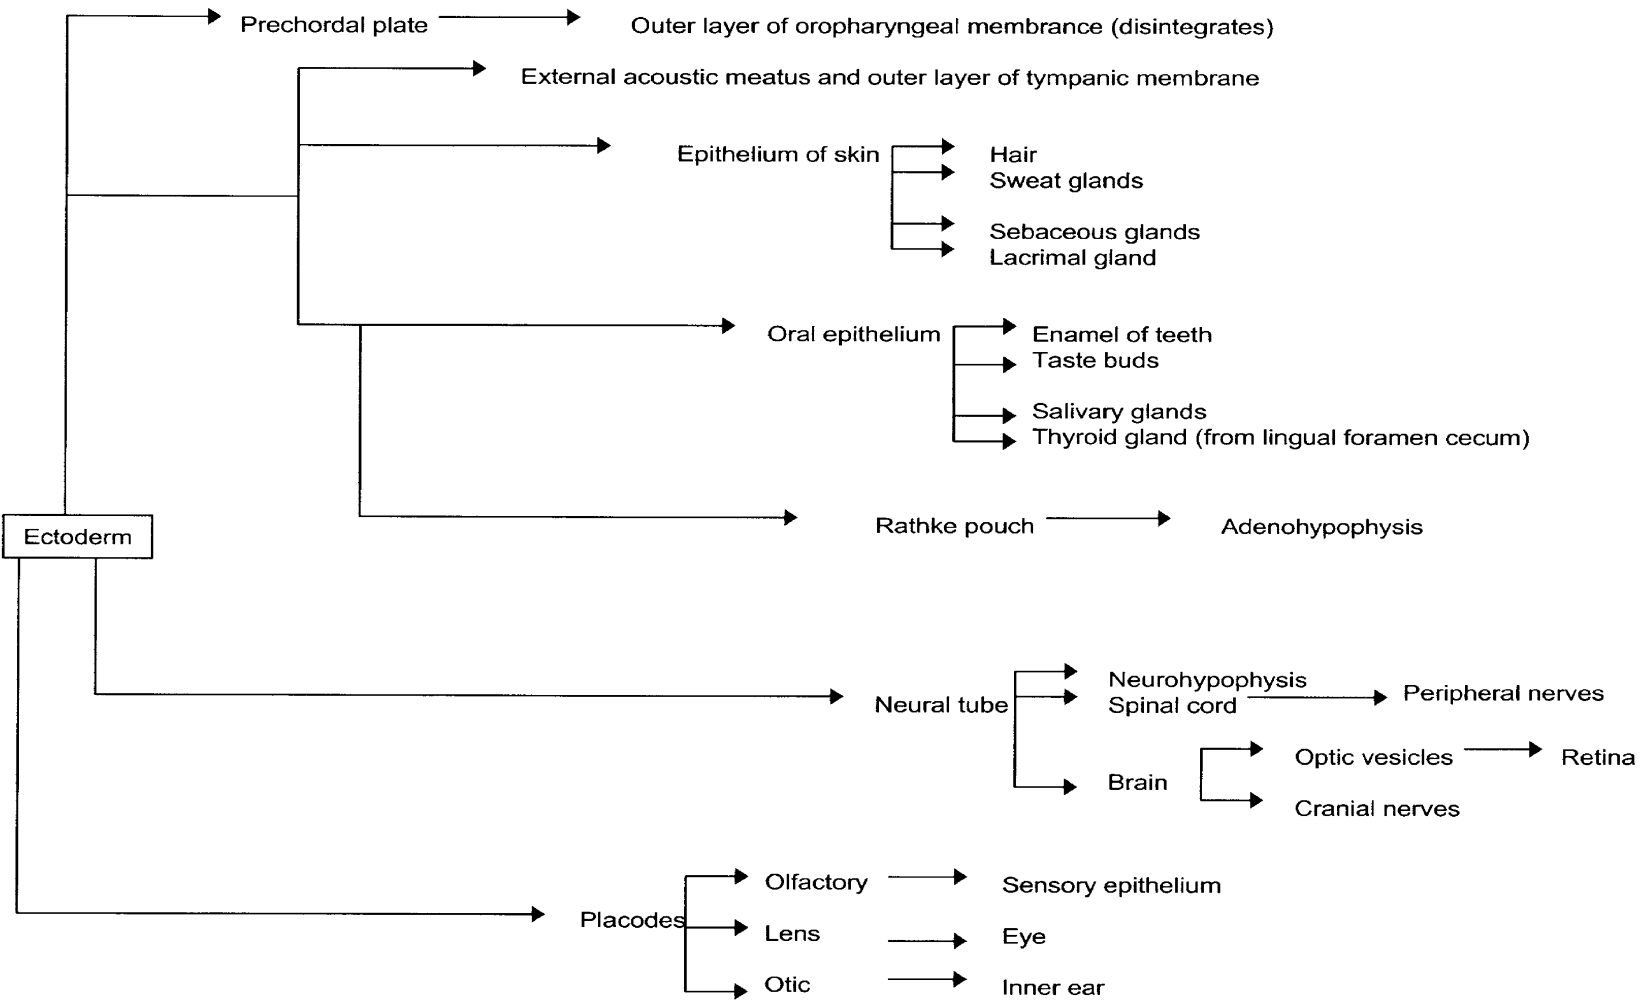 Prechordal plate
Outer layer of oropharyngeal membrance (disintegrates)
External acoustic meatus and outer layer of tympanic membrane
Epithelium of skin
Hair
Sweat glands
Sebaceous glands
Lacrimal gland
Oral epithelium
Enamel of teeth
Taste buds
Salivary glands
Thyroid gland (from lingual foramen cecum)
Rathke pouch
Adenohypophysis
Ectoderm
Neural tube
Neurohypophysis
Spinal cord
Peripheral nerves
Brain
Optic vesicles
Retina
Cranial nerves
Placodes
Olfactory
Sensory epithelium
Lens
Eye
Otic
Inner ear